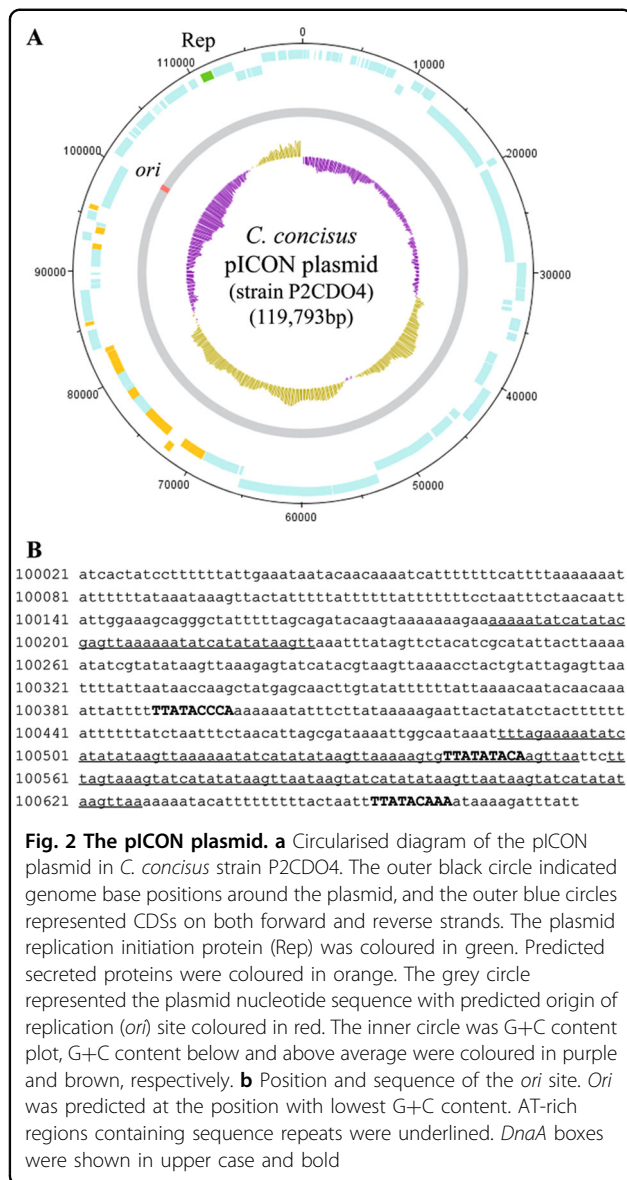 A
Rep
0
110000
10000
100000
ori
20000
C. concisus
pICON plasmid
(strain P2CDO4)
(119,793bp)
90000
30000
80000
40000
70000
50000
60000
B
100021 atcactatccttttttattgaaataatacaacaaaatcatttttttcattttaaaaaaat
100081 attttttataaataaagttactatttttatttttttatttttttcctaatttctaacaatt
100141 attggaaagcagggctatttttagcagatacaagtaaaaaaagaaaaaaatatcatatac
100201 gagttaaaaaatatcatatataagttaaatttatagttctacatcgcatattacttaaaa
100261 atatcgtatataagttaaagagtatcatacgtaagttaaaacctactgtattagagttaa
100321 ttttattaataaccaagctatgagcaacttgtatatttttttattaaaacaatacaacaaa
100381 attatttTTATACCCAaaaaaatatttcttataaaaagaattactatatctacttttttt
100441 attttttatctaatttctaacattagcgataaaattggcaataaattttagaaaaatatc
100501 atatataagttaaaaaatatcatatataagttaaaaagtgTTATATACAaagttaattctt
100561 tagtaaagtatcatatataagttaataagtatcatatataagttaataagtatcatatat
100621 aagttaaaaaaatacatttttttttactaattTTATACAAAataaaagatttatt
Fig. 2 The pICON plasmid. a Circularised diagram of the pICON
plasmid in C. concisus strain P2CDO4. The outer black circle indicated
genome base positions around the plasmid, and the outer blue circles
represented CDSs on both forward and reverse strands. The plasmid
replication initiation protein (Rep) was coloured in green. Predicted
secreted proteins were coloured in orange. The grey circle
represented the plasmid nucleotide sequence with predicted origin of
replication (ori) site coloured in red. The inner circle was G+C content
plot, G+C content below and above average were coloured in purple
and brown, respectively. b Position and sequence of the ori site. Ori
was predicted at the position with lowest G+C content. AT-rich
regions containing sequence repeats were underlined. DnaA boxes
were shown in upper case and bold